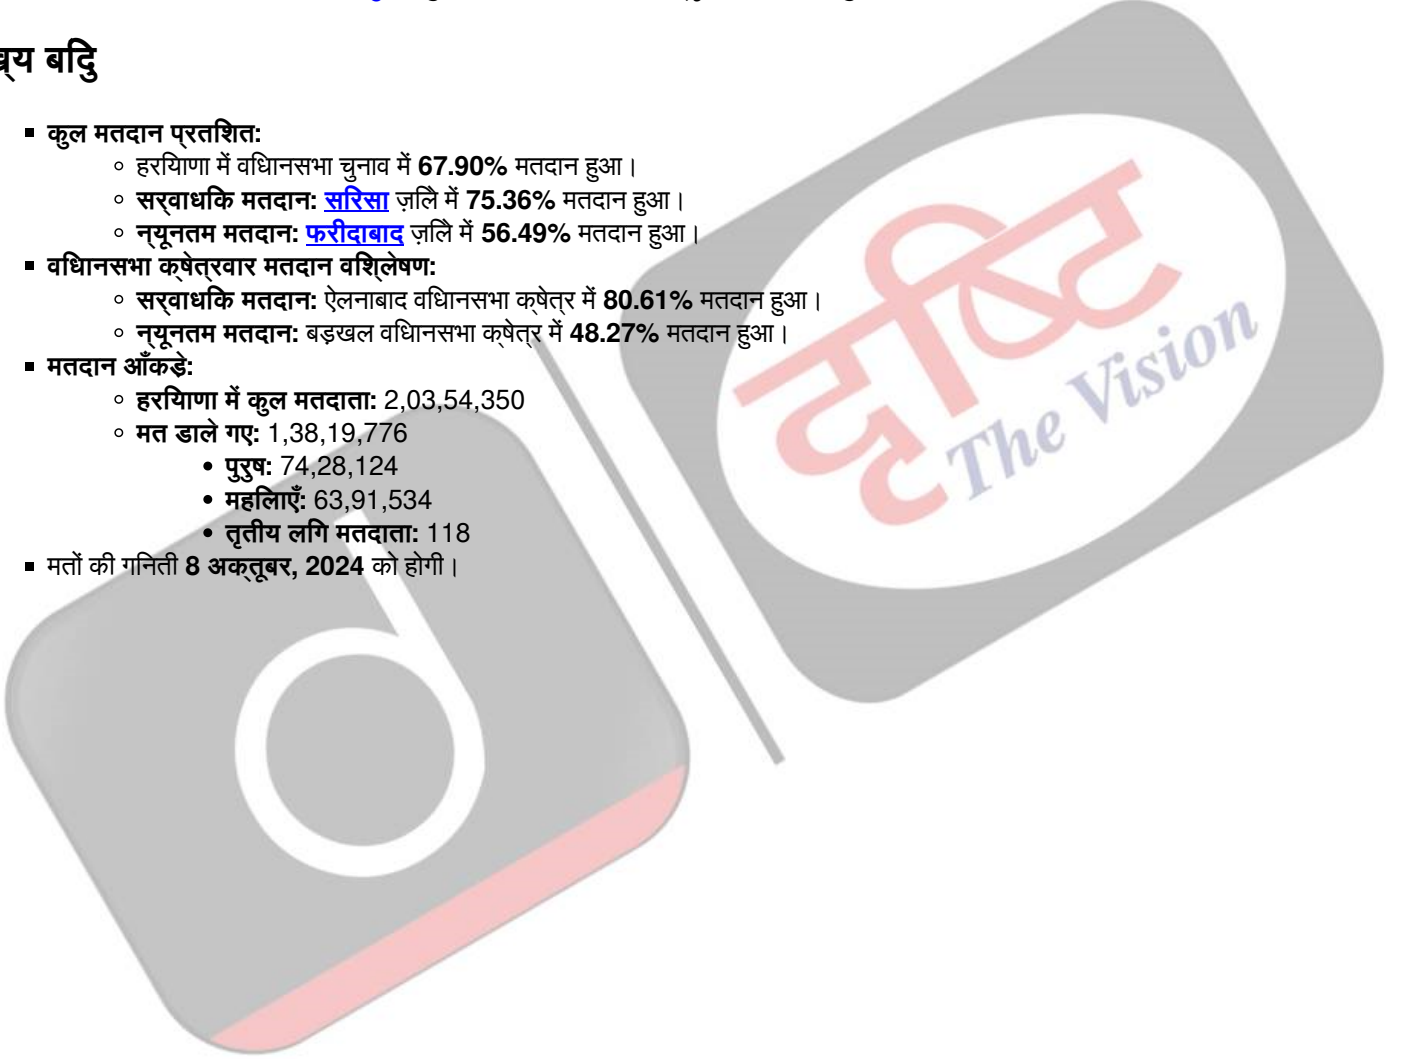 मुख्य बिंदु
कुल मतदान प्रतिशत:
हरियाणा में विधानसभा चुनाव में 67.90% मतदान हुआ।
सर्वाधिक मतदान: सिरसा ज़िले में 75.36% मतदान हुआ।
न्यूनतम मतदान: फरीदाबाद ज़िले में 56.49% मतदान हुआ।
विधानसभा क्षेत्रवार मतदान विश्लेषण:
सर्वाधिक मतदान: ऐलनाबाद विधानसभा क्षेत्र में 80.61% मतदान हुआ।
न्यूनतम मतदान: बड़खल विधानसभा क्षेत्र में 48.27% मतदान हुआ।
मतदान आँकड़े:
हरियाणा में कुल मतदाता: 2,03,54,350
मत डाले गए: 1,38,19,776
पुरुष: 74,28,124
महिलाएँ: 63,91,534
तृतीय लिंग मतदाता: 118
मतों की गिनती 8 अक्तूबर, 2024 को होगी।
दृष्टि
The Vision
d